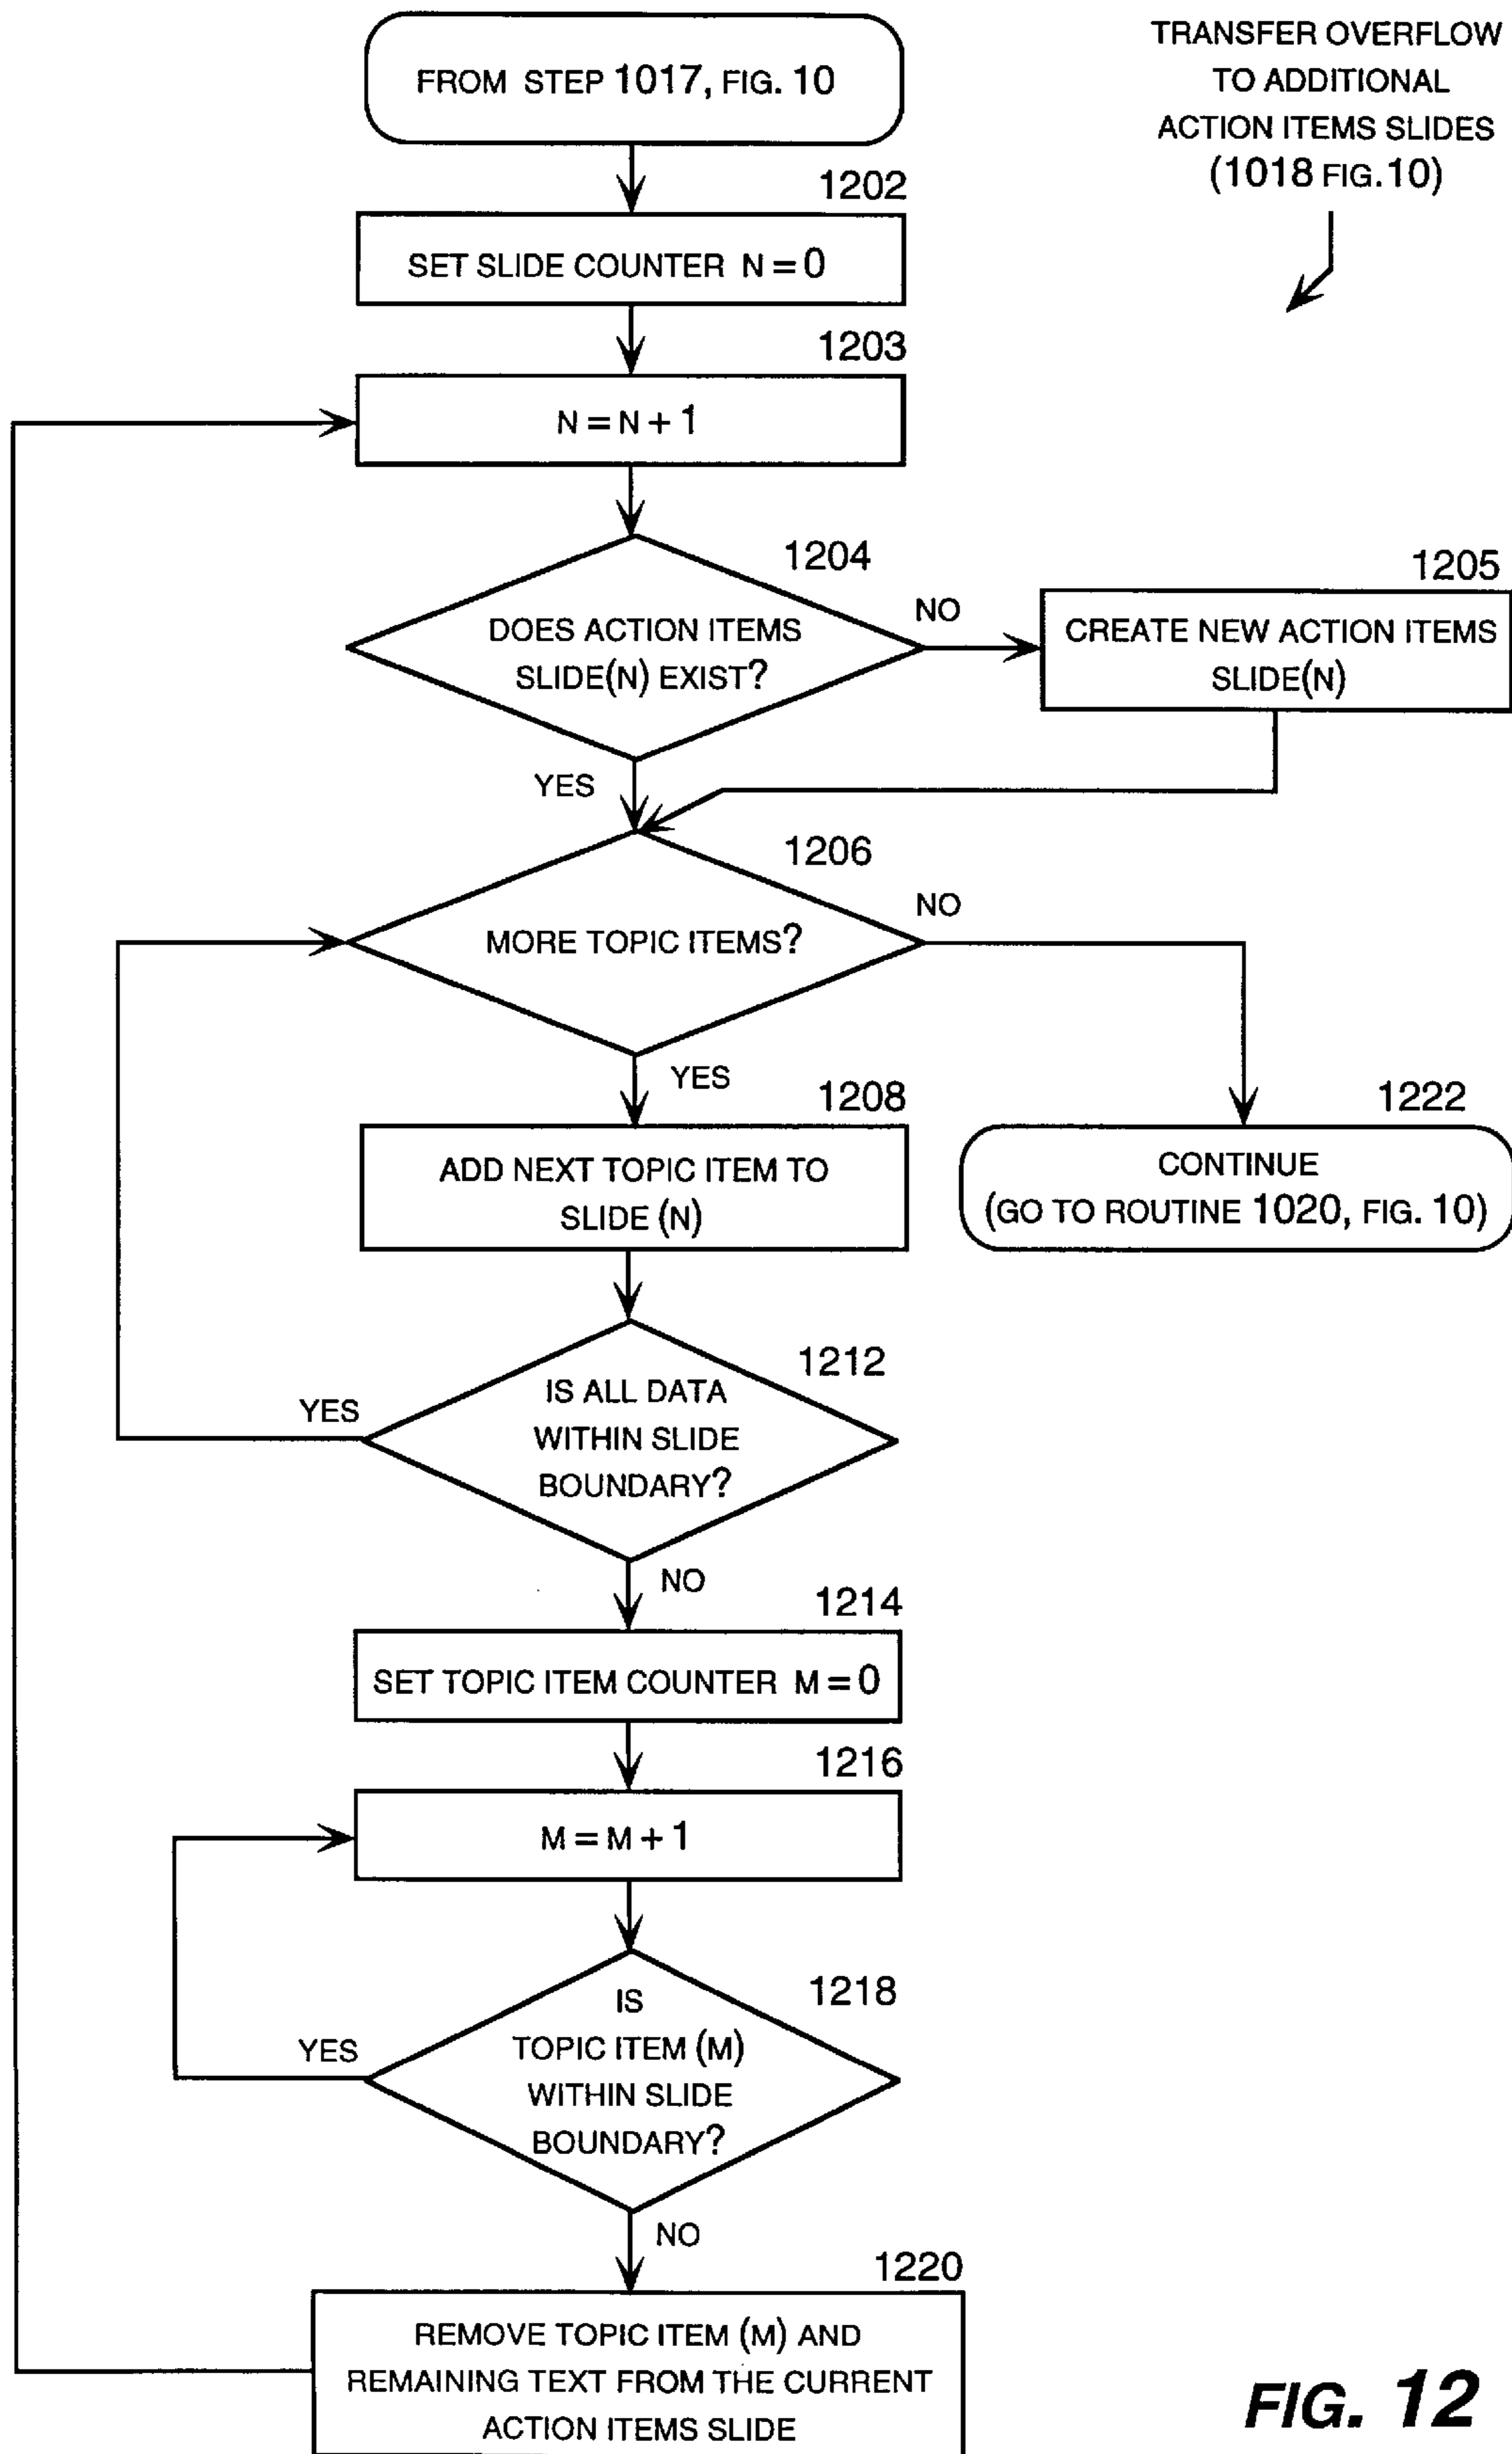 FROM STEP 1017, FIG. 10
TRANSFER OVERFLOW
TO ADDITIONAL
ACTION ITEMS SLIDES
(1018 FIG.10)
1202
SET SLIDE COUNTER N = 0
1203
N = N + 1
1204
DOES ACTION ITEMS
SLIDE(N) EXIST?
NO
1205
CREATE NEW ACTION ITEMS
SLIDE(N)
YES
1206
MORE TOPIC ITEMS?
NO
YES
1208
ADD NEXT TOPIC ITEM TO
SLIDE (N)
1222
CONTINUE
(GO TO ROUTINE 1020, FIG. 10)
1212
IS ALL DATA
WITHIN SLIDE
BOUNDARY?
YES
NO
1214
SET TOPIC ITEM COUNTER M = 0
1216
M = M + 1
1218
IS
TOPIC ITEM (M)
WITHIN SLIDE
BOUNDARY?
YES
NO
1220
REMOVE TOPIC ITEM (M) AND
REMAINING TEXT FROM THE CURRENT
ACTION ITEMS SLIDE
FIG. 12